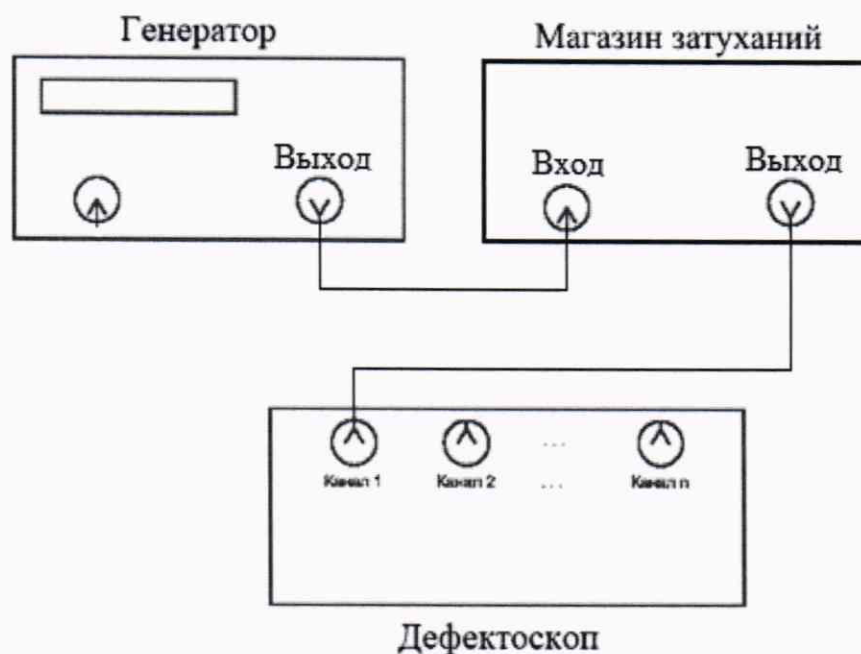 Генератор
Магазин затуханий
Выход
Вход
Выход
Канал 1
Канал 2
Канал n
Дефектоскоп